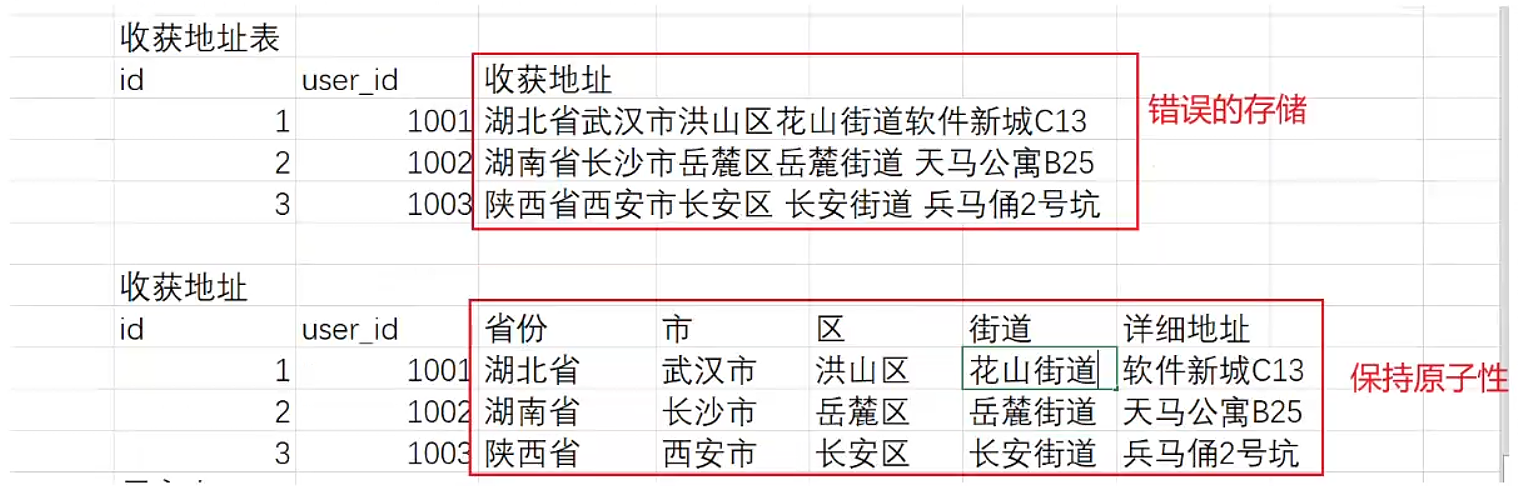 收获地址表
id user_id 收获地址
1 1001 湖北省武汉市洪山区花山街道软件新城C13
错误的存储
2 1002 湖南省长沙市岳麓区岳麓街道 天马公寓B25
3 1003 陕西省西安市长安区 长安街道 兵马俑2号坑
收获地址
id user_id 省份 市 区 街道 详细地址
1 1001 湖北省 武汉市 洪山区 花山街道 软件新城C13
保持原子性
2 1002 湖南省 长沙市 岳麓区 岳麓街道 天马公寓B25
3 1003 陕西省 西安市 长安区 长安街道 兵马俑2号坑